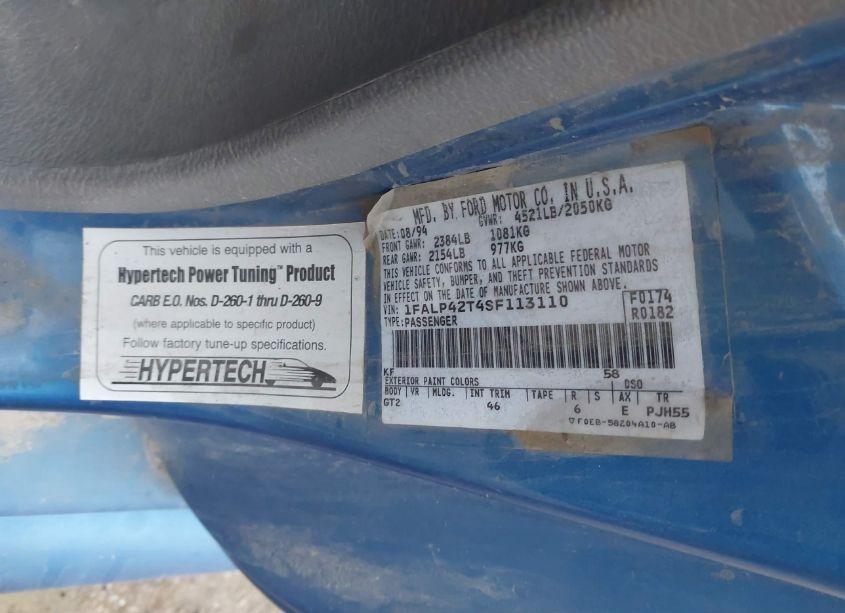 This vehicle is equipped with a
Hypertech Power Tuning™ Product
CARB E.O. Nos. D-260-1 thru D-260-9
(where applicable to specific product)
Follow factory tune-up specifications.
HYPERTECH
MFD. BY FORD MOTOR CO. IN U.S.A.
DATE: 08/94 GVWR: 4521LB/2050KG
FRONT GAWR: 2384LB 1081KG
REAR GAWR: 2154LB 977KG
THIS VEHICLE CONFORMS TO ALL APPLICABLE FEDERAL MOTOR
VEHICLE SAFETY, BUMPER, AND THEFT PREVENTION STANDARDS
IN EFFECT ON THE DATE OF MANUFACTURE SHOWN ABOVE.
VIN: 1FALP42T4SF113110 F0174
TYPE: PASSENGER R0182
KF 58
EXTERIOR PAINT COLORS DSO
BODY VR MLDG. INT TRIM TAPE R S AX TR
GT2 46 6 E PJH55
▽F0EB-58204A10-AB